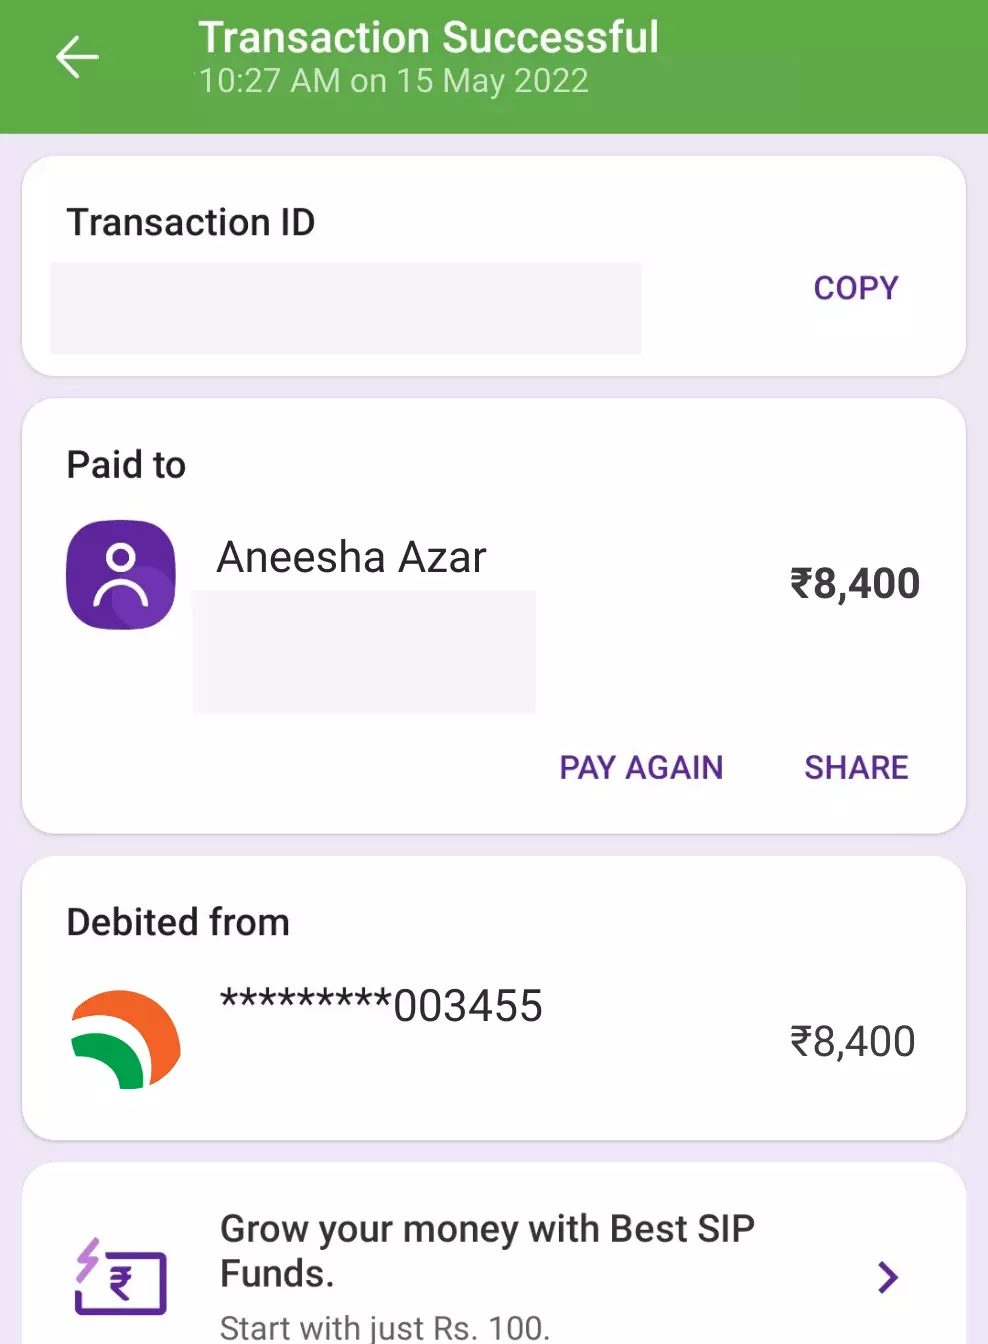 Transaction Successful
10:27 AM on 15 May 2022
Transaction ID
COPY
Paid to
Aneesha Azar
₹8,400
PAY AGAIN
SHARE
Debited from
*********003455
₹8,400
Grow your money with Best SIP
Funds.
Start with just Rs. 100.